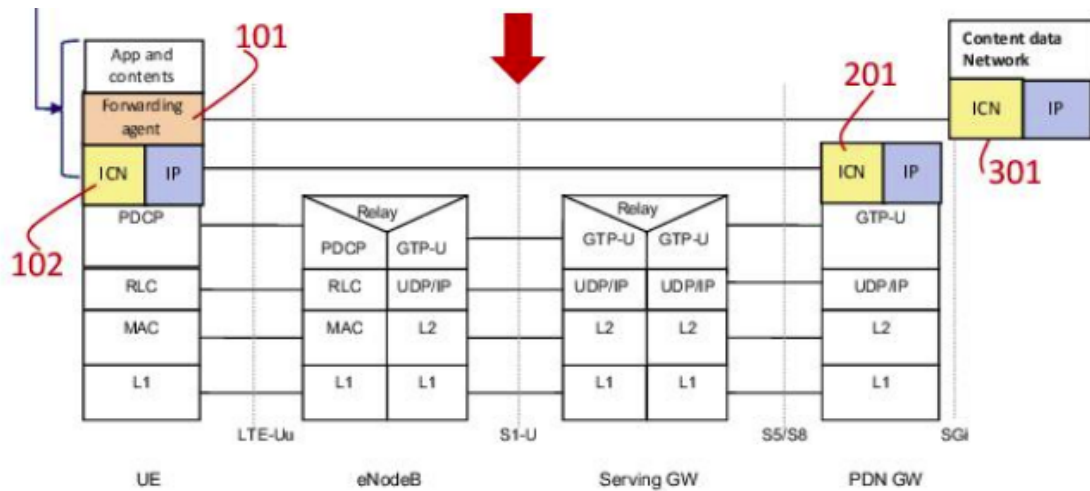 101
App and
contents
Forwarding
agent
ICN
IP
102
PDCP
RLC
MAC
L1
Relay
PDCP
GTP-U
RLC
UDP/IP
MAC
L2
L1
L1
Relay
GTP-U
GTP-U
UDP/IP
UDP/IP
L2
L2
L1
L1
201
ICN
IP
GTP-U
UDP/IP
L2
L1
Content data
Network
ICN
IP
301
LTE-Uu
S1-U
S5/S8
SGi
UE
eNodeB
Serving GW
PDN GW